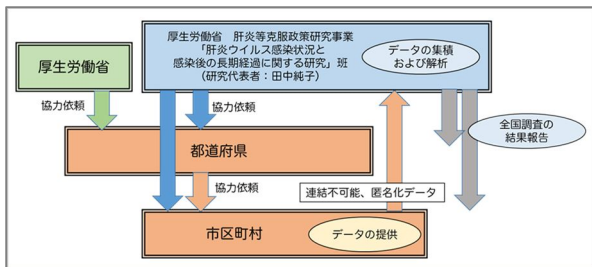 厚生労働省
厚生労働省　肝炎等克服政策研究事業
「肝炎ウイルス感染状況と
感染後の長期経過に関する研究」班
（研究代表者：田中純子）
データの集積
および解析
協力依頼
協力依頼
全国調査の
結果報告
都道府県
協力依頼
連結不可能、匿名化データ
市区町村
データの提供